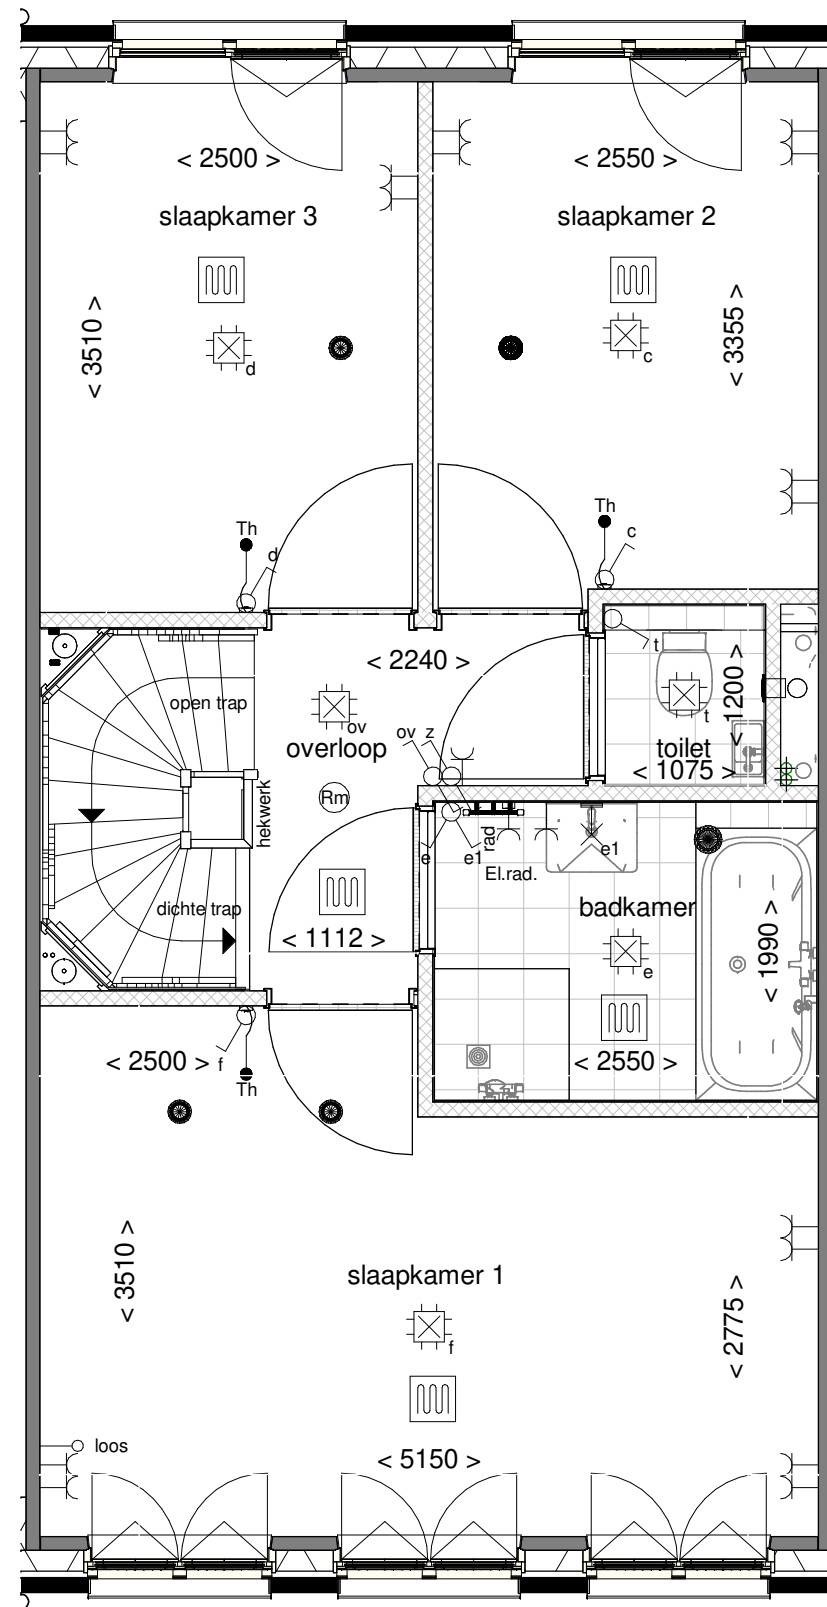 < 2500 >
< 2550 >
slaapkamer 3
slaapkamer 2
< 3510 >
< 3355 >
d
c
Th
d
Th
c
t
< 2240 >
open trap
ov
overloop
ov z
t
< 1200 >
toilet
< 1075 >
Rm
hekwerk
e
e1
rad
El.rad.
e1
dichte trap
< 1112 >
badkamer
e
< 1990 >
< 2500 >
f
Th
< 2550 >
< 3510 >
slaapkamer 1
f
< 2775 >
loos
< 5150 >